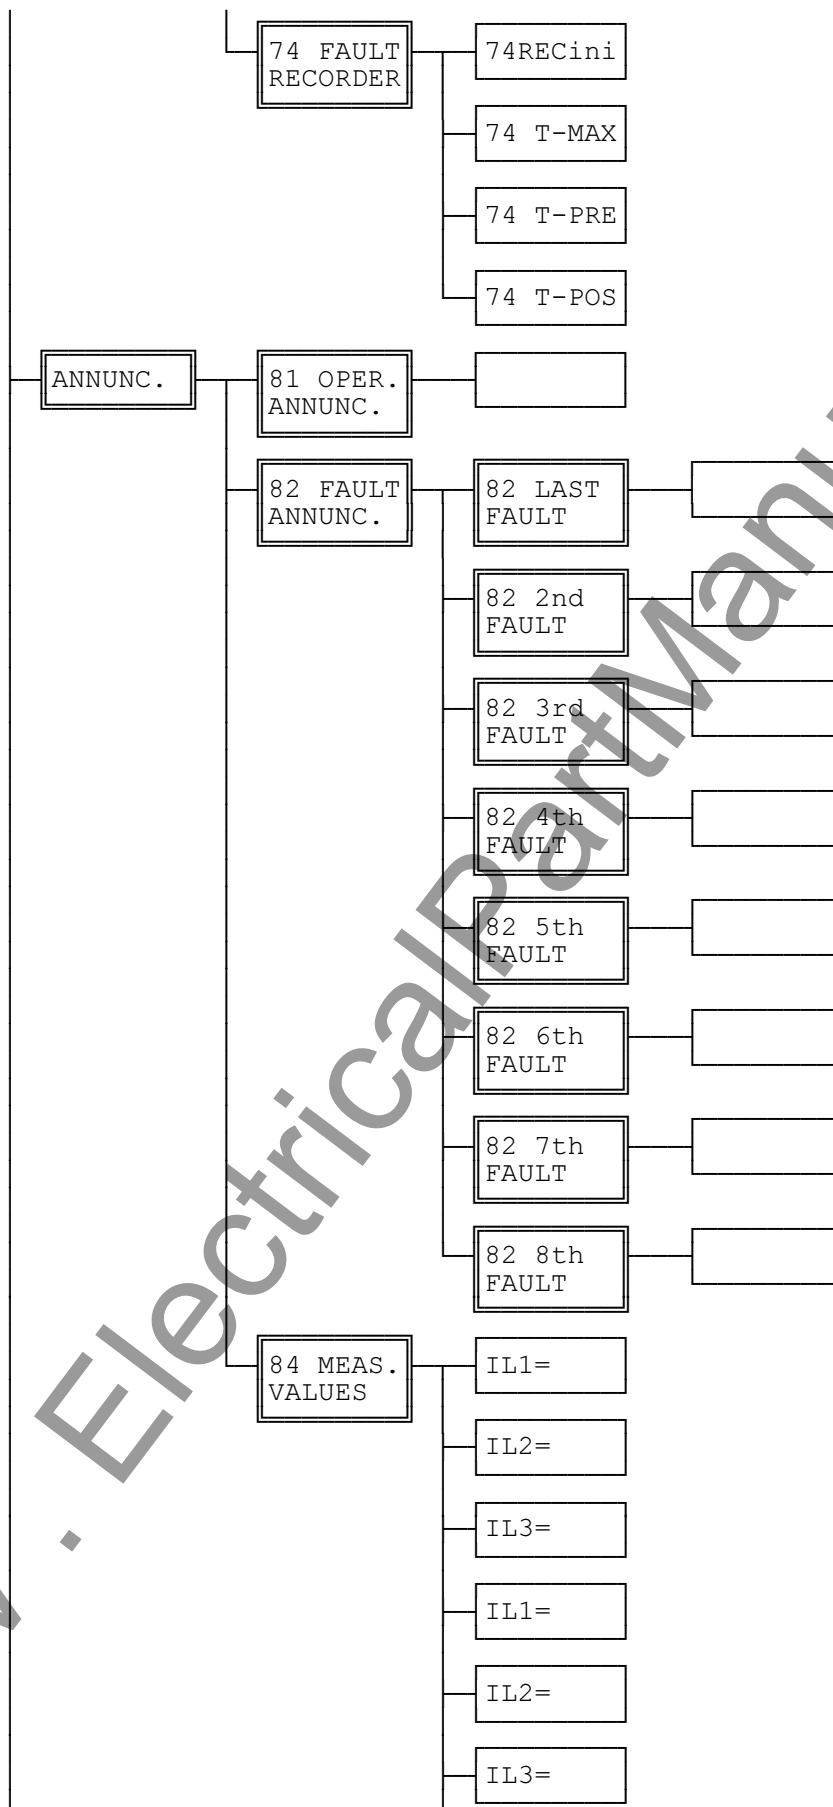 74 FAULT
RECORDER
74RECini
74 T-MAX
74 T-PRE
74 T-POS
ANNUNC.
81 OPER.
ANNUNC.
82 FAULT
ANNUNC.
82 LAST
FAULT
82 2nd
FAULT
82 3rd
FAULT
82 4th
FAULT
82 5th
FAULT
82 6th
FAULT
82 7th
FAULT
82 8th
FAULT
84 MEAS.
VALUES
IL1=
IL2=
IL3=
IL1=
IL2=
IL3=
. ElectricalPartManu